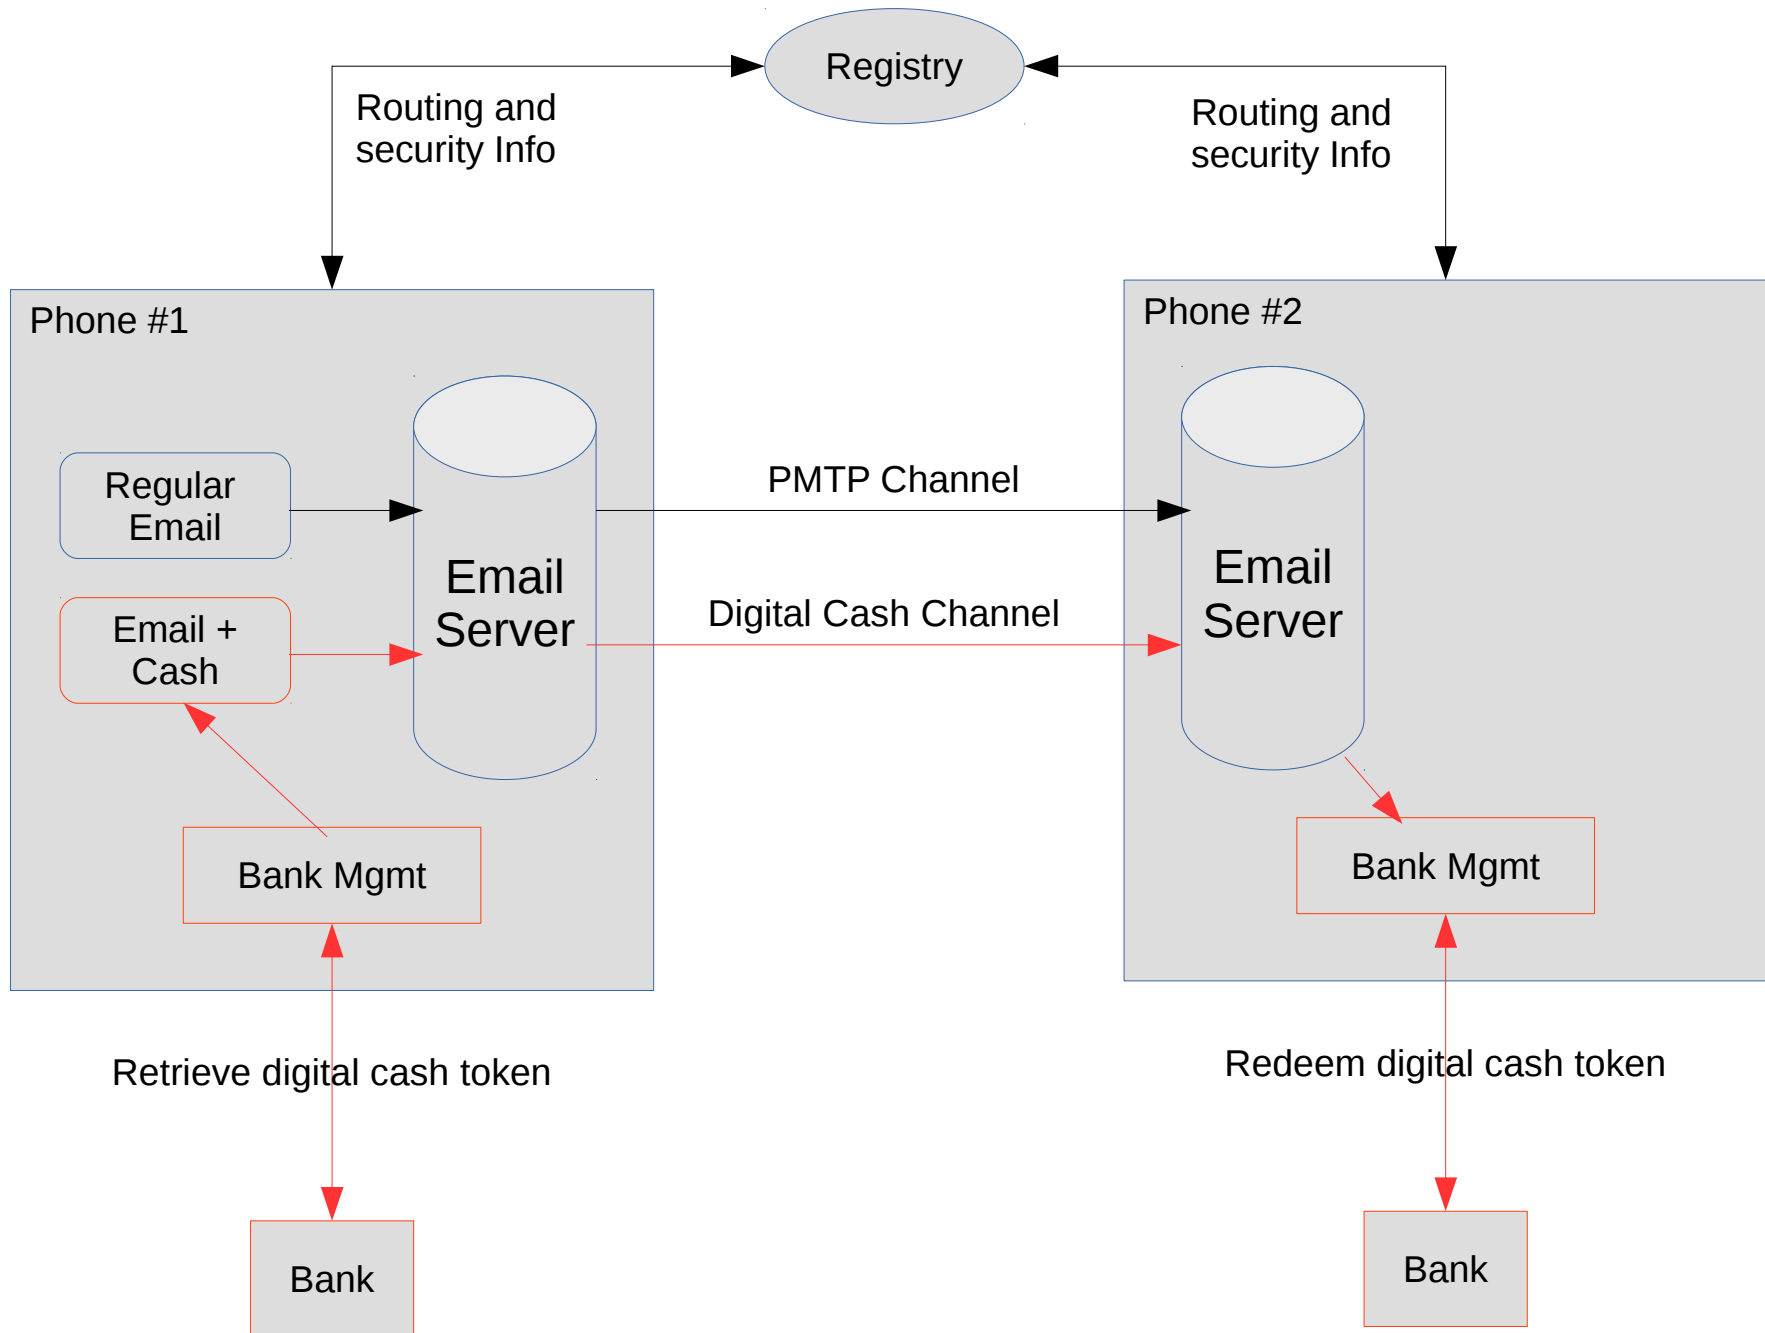 Registry
Routing and
security Info
Routing and
security Info
Phone #1
Phone #2
Regular
Email
Email +
Cash
Email
Server
PMTP Channel
Digital Cash Channel
Email
Server
Bank Mgmt
Bank Mgmt
Retrieve digital cash token
Redeem digital cash token
Bank
Bank